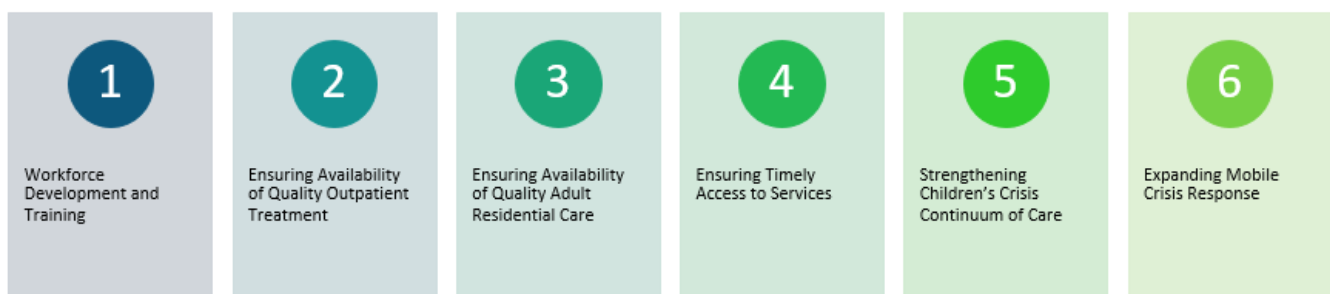 1
Workforce
Development and
Training
2
Ensuring Availability
of Quality Outpatient
Treatment
3
Ensuring Availability
of Quality Adult
Residential Care
4
Ensuring Timely
Access to Services
5
Strengthening
Children's Crisis
Continuum of Care
6
Expanding Mobile
Crisis Response